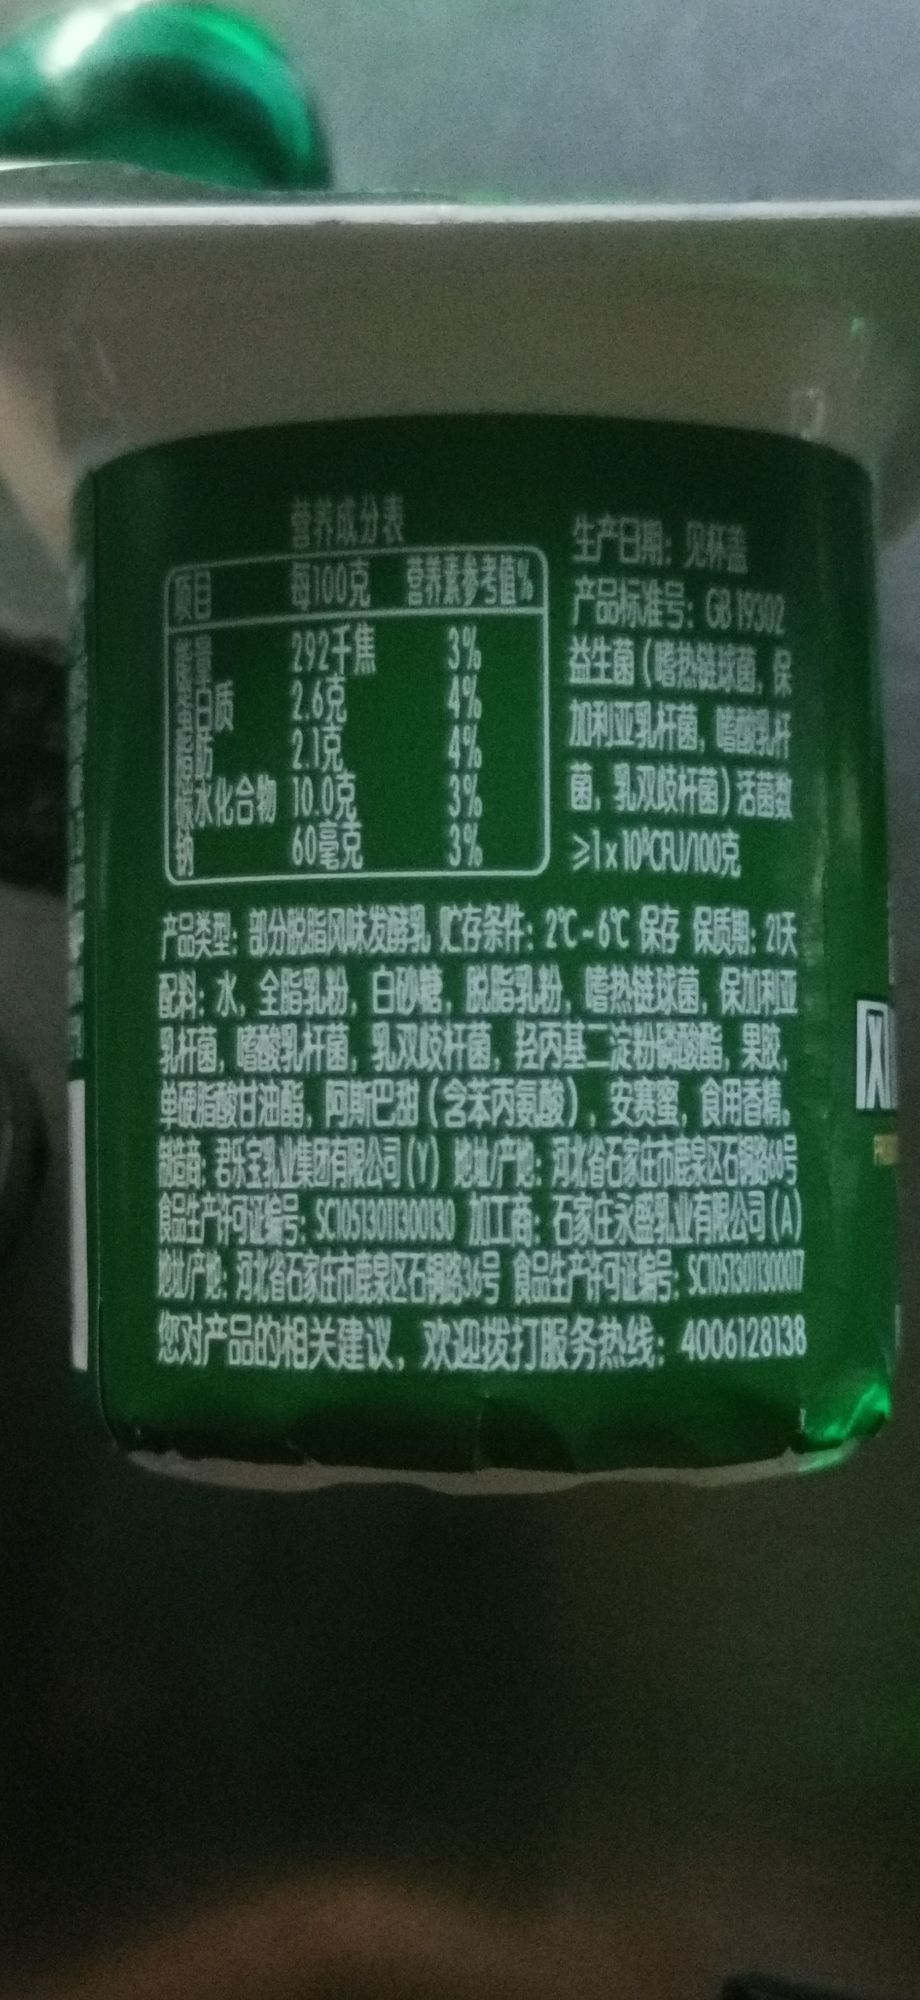 营养成分表
项目 每100克 营养素参考值%
能量 292千焦 3%
蛋白质 2.6克 4%
脂肪 2.1克 4%
碳水化合物 10.0克 3%
钠 60毫克 3%
生产日期：见杯盖
产品标准号：GB 19302
益生菌（嗜热链球菌，保
加利亚乳杆菌，嗜酸乳杆
菌，乳双歧杆菌）活菌数
≥1x10⁸CFU/100克
产品类型：部分脱脂风味发酵乳 贮存条件：2℃-6℃ 保存 保质期：21天
配料：水，全脂乳粉，白砂糖，脱脂乳粉，嗜热链球菌，保加利亚
乳杆菌，嗜酸乳杆菌，乳双歧杆菌，羟丙基二淀粉磷酸酯，果胶，
单硬脂酸甘油酯，阿斯巴甜（含苯丙氨酸），安赛蜜，食用香精。
制造商：君乐宝乳业集团有限公司(Y) 地址/产地：河北省石家庄市鹿泉区石铜路68号
食品生产许可证编号：SC10513011300130 加工商：石家庄永盛乳业有限公司(A)
地址/产地：河北省石家庄市鹿泉区石铜路36号 食品生产许可证编号：SC10513011300017
您对产品的相关建议，欢迎拨打服务热线：4006128138
风